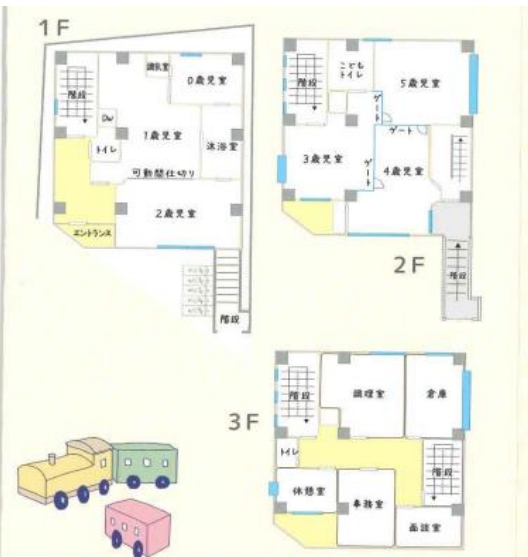 1F
調乳室
0歳児室
階段
DW
1歳児室
沐浴室
トイレ
可動間仕切り
2歳児室
エントランス
階段
こども
トイレ
5歳児室
階段
ゲート
ゲート
3歳児室
ゲート
4歳児室
2F
階段
3F
階段
調理室
倉庫
トイレ
階段
休憩室
事務室
面談室